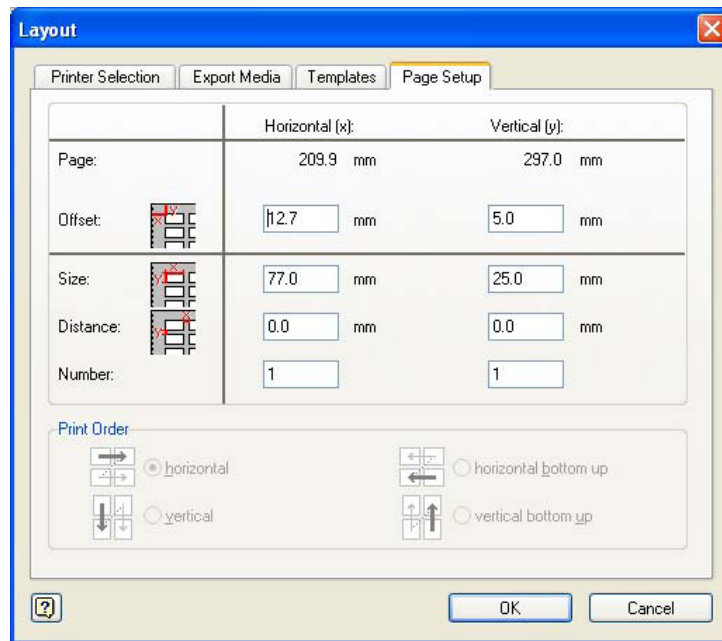 Layout
Printer Selection Export Media Templates Page Setup
Horizontal (x): Vertical (y):
Page: 209.9 mm 297.0 mm
y
x
Offset: 12.7 mm 5.0 mm
x
y
Size: 77.0 mm 25.0 mm
x
y
Distance: 0.0 mm 0.0 mm
Number: 1 1
Print Order
horizontal horizontal bottom up
vertical vertical bottom up
? OK Cancel